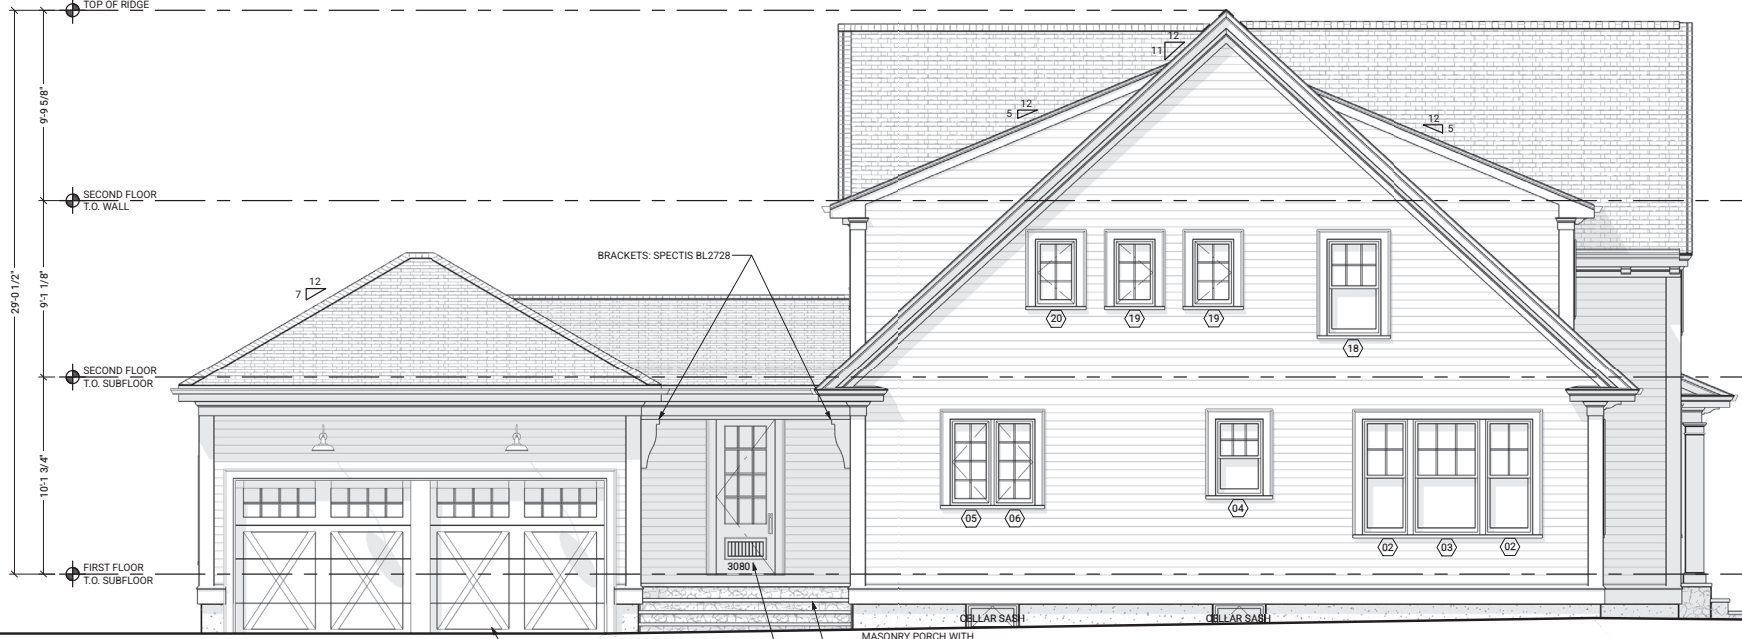 TOP OF RIDGE
12
11
12
5
12
5
9'-9 5/8"
SECOND FLOOR
T.O. WALL
BRACKETS: SPECTIS BL2728
12
7
29'-0 1/2"
9'-1 1/8"
20
19
19
18
SECOND FLOOR
T.O. SUBFLOOR
10'-1 3/4"
05
06
04
02
03
02
FIRST FLOOR
T.O. SUBFLOOR
3080
CELLAR SASH
CELLAR SASH
MASONRY PORCH WITH